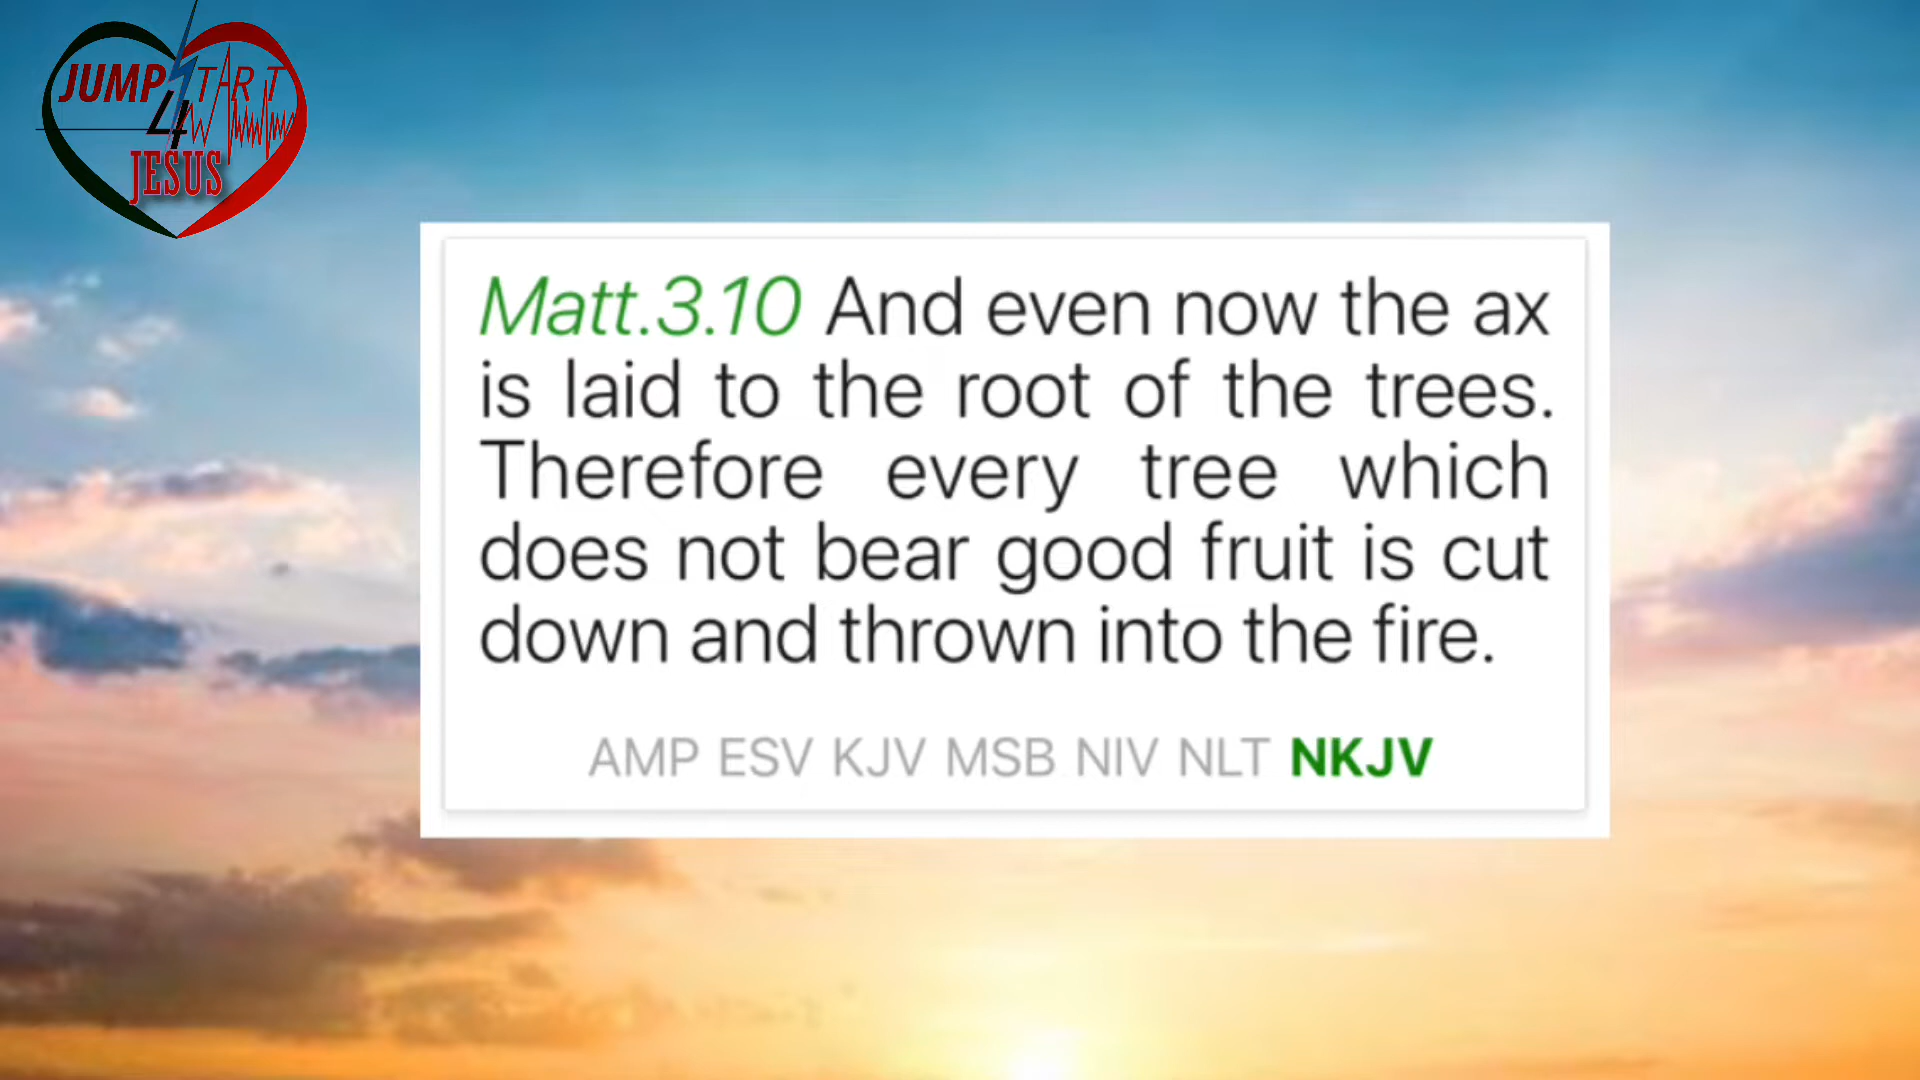 JUMPSTART
4
JESUS
Matt.3.10 And even now the ax
is laid to the root of the trees.
Therefore every tree which
does not bear good fruit is cut
down and thrown into the fire.
AMP ESV KJV MSB NIV NLT NKJV